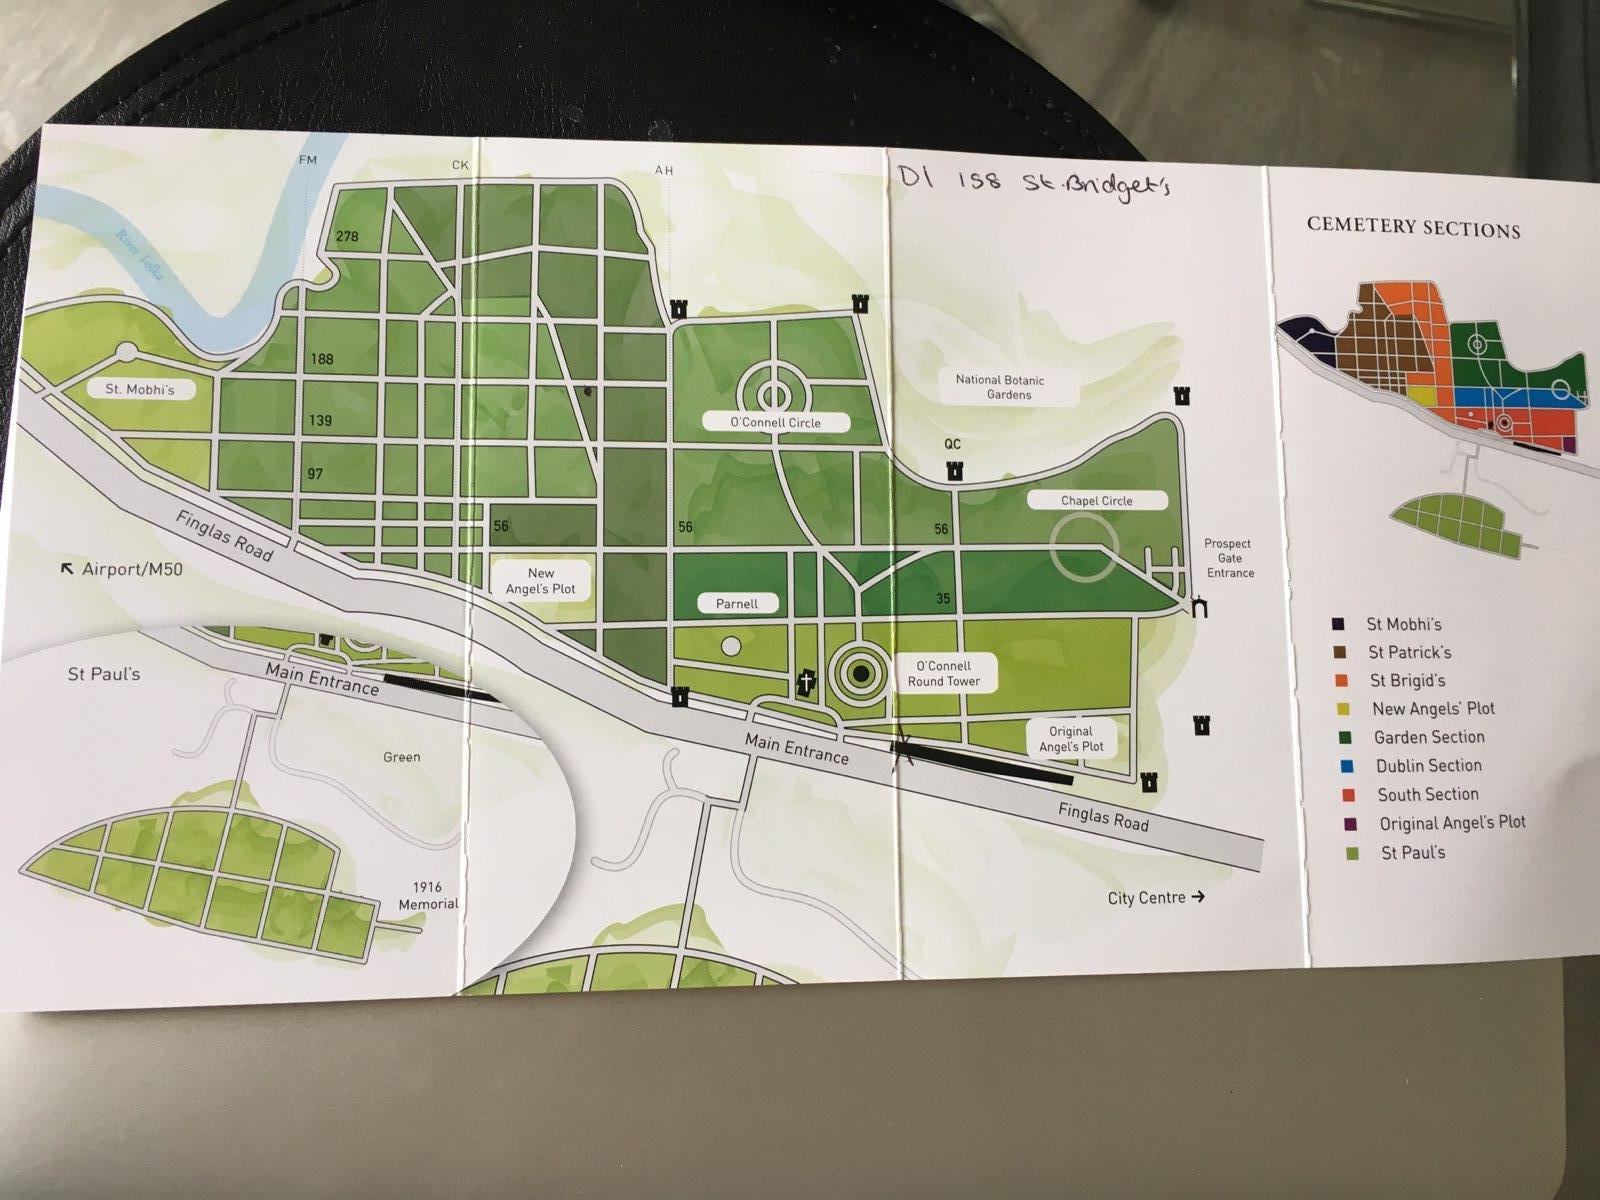 FM
CK
AH
DI 158 St. Bridget's
CEMETERY SECTIONS
River Tolka
278
188
St. Mobhi's
139
97
O'Connell Circle
National Botanic
Gardens
QC
Chapel Circle
56
56
56
Finglas Road
Airport/M50
New
Angel's Plot
Parnell
35
Prospect
Gate
Entrance
St Paul's
Main Entrance
O'Connell
Round Tower
Original
Angel's Plot
Main Entrance
Green
Finglas Road
1916
Memorial
City Centre →
St Mobhi's
St Patrick's
St Brigid's
New Angels' Plot
Garden Section
Dublin Section
South Section
Original Angel's Plot
St Paul's